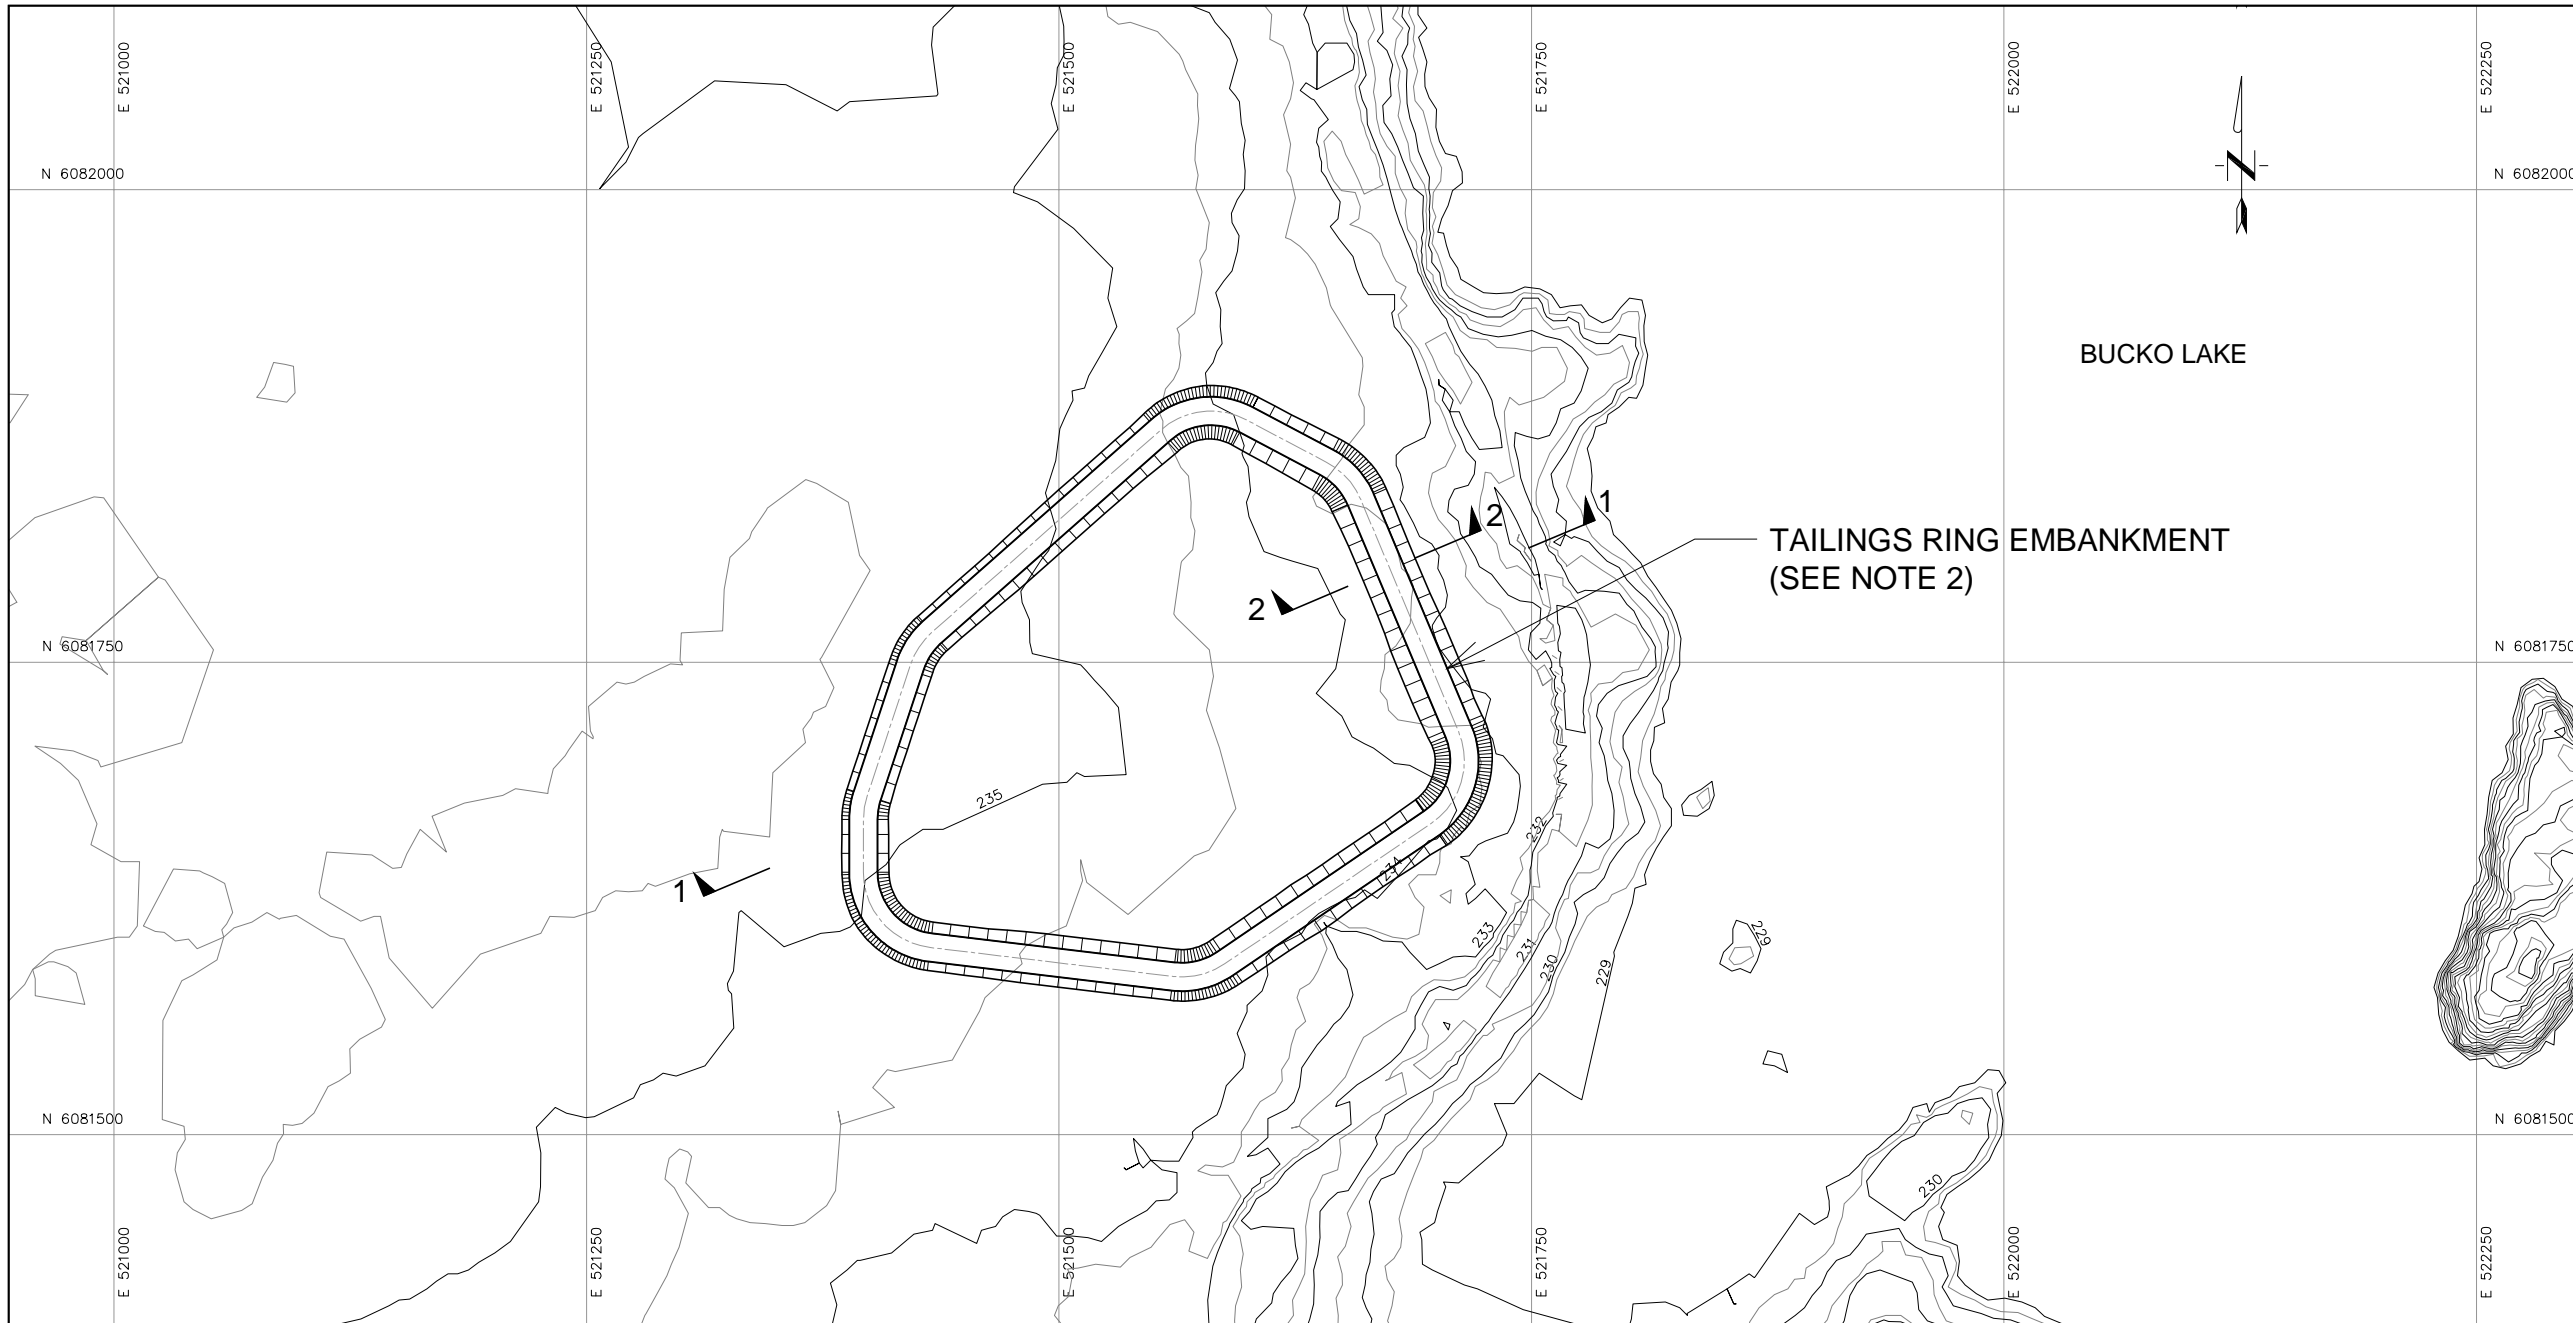 E 521000
E 521250
E 521500
E 521750
E 522000
E 522250
N 6082000
N 6082000
N
BUCKO LAKE
2
1
TAILINGS RING EMBANKMENT
(SEE NOTE 2)
2
N 6081750
N 6081750
235
232
234
1
233
231
230
229
229
N 6081500
N 6081500
230
E 521000
E 521250
E 521500
E 521750
E 522000
E 522250